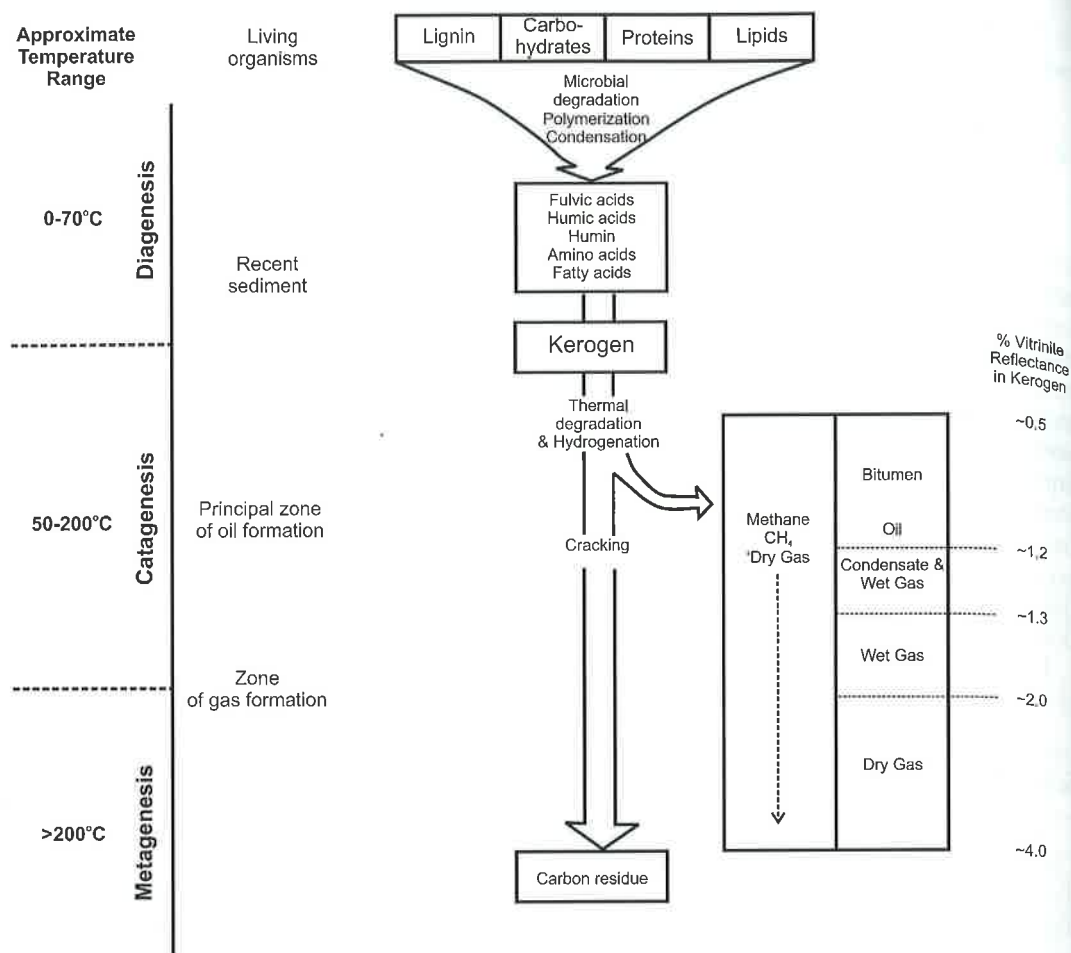 Approximate
Temperature
Range
Living
organisms
Lignin
Carbo-
hydrates
Proteins
Lipids
Microbial
degradation
Polymerization
Condensation
Diagenesis
0-70°C
Fulvic acids
Humic acids
Humin
Amino acids
Fatty acids
Recent
sediment
Kerogen
% Vitrinile
Reflectance
in Kerogen
Thermal
degradation
& Hydrogenation
~0.5
Bitumen
Catagenesis
50-200°C
Principal zone
of oil formation
Methane
CH₄
Dry Gas
Oil
Cracking
~1.2
Condensate &
Wet Gas
~1.3
Wet Gas
Zone
of gas formation
~2.0
Dry Gas
Metagenesis
>200°C
~4.0
Carbon residue